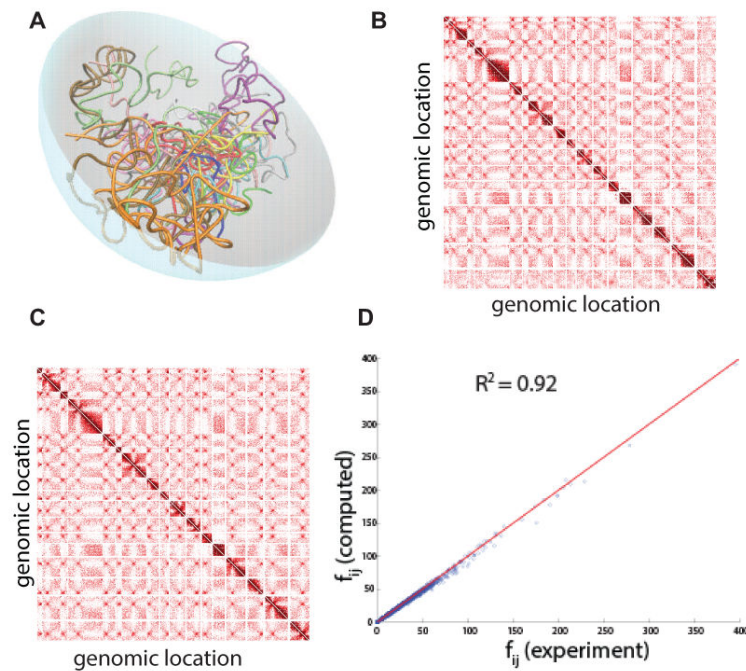 A
B
genomic location
genomic location
C
D
genomic location
genomic location
R² = 0.92
400
350
300
250
200
150
100
50
0
f_ij (computed)
0 50 100 150 200 250 300 350 400
f_ij (experiment)